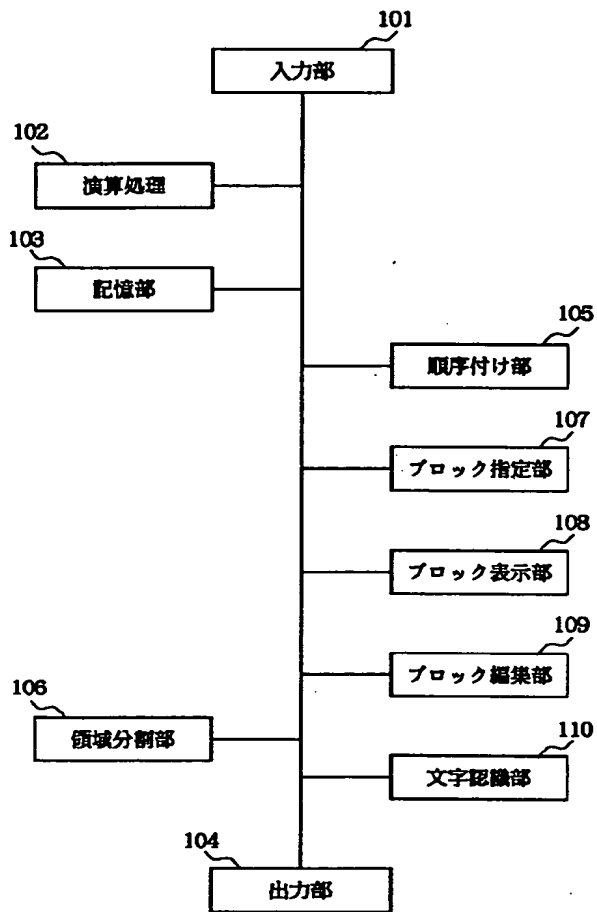 101
入力部
102
演算処理
103
記憶部
105
順序付け部
107
ブロック指定部
108
ブロック表示部
109
ブロック編集部
106
領域分割部
110
文字認識部
104
出力部